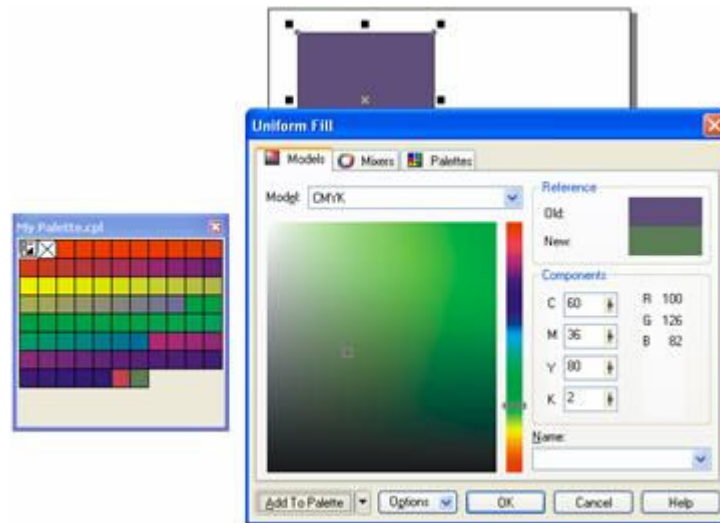 Uniform Fill
Models Mixers Palettes
Model: CMYK
Reference
Old:
New:
My Palette.cpl
Components
C 60 R 100
M 36 G 126
Y 80 B 82
K 2
Name:
Add To Palette Options OK Cancel Help